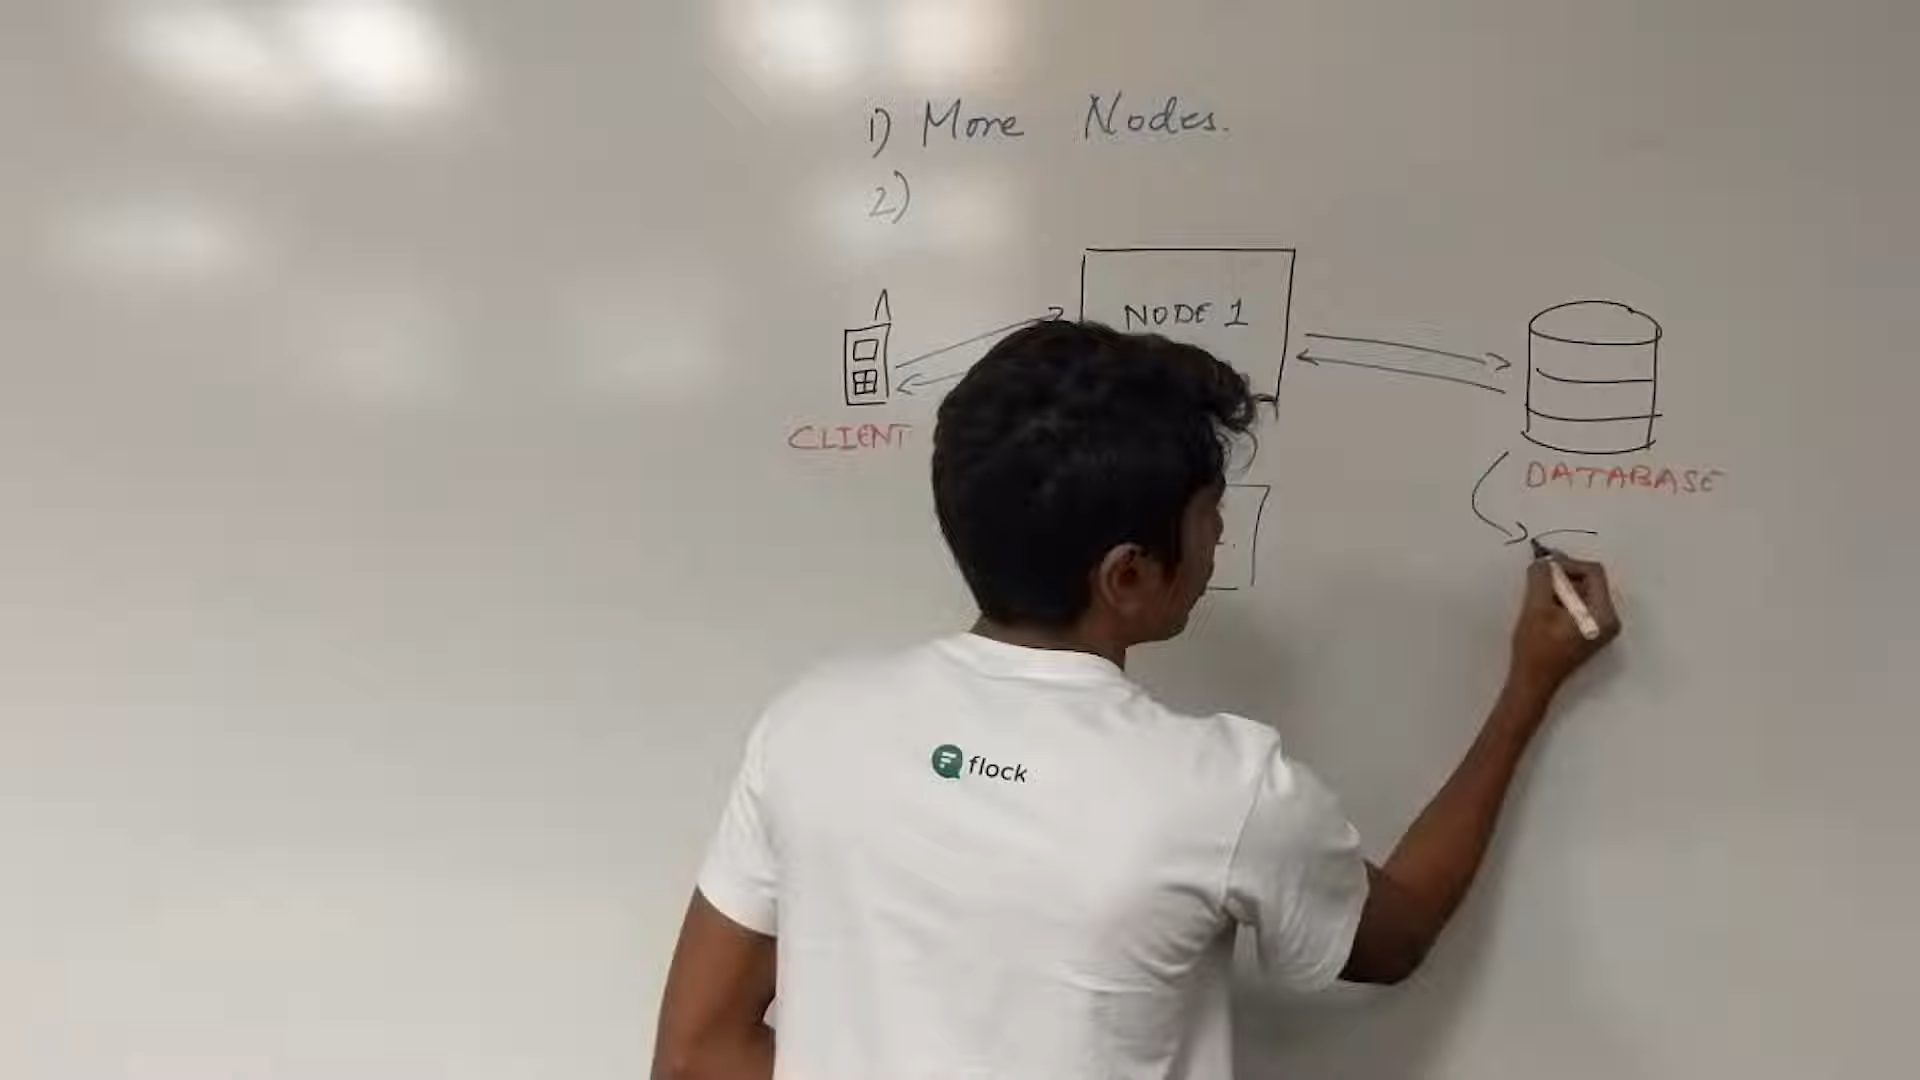 1) More Nodes.
2)
NODE 1
CLIENT
DATABASE
flock